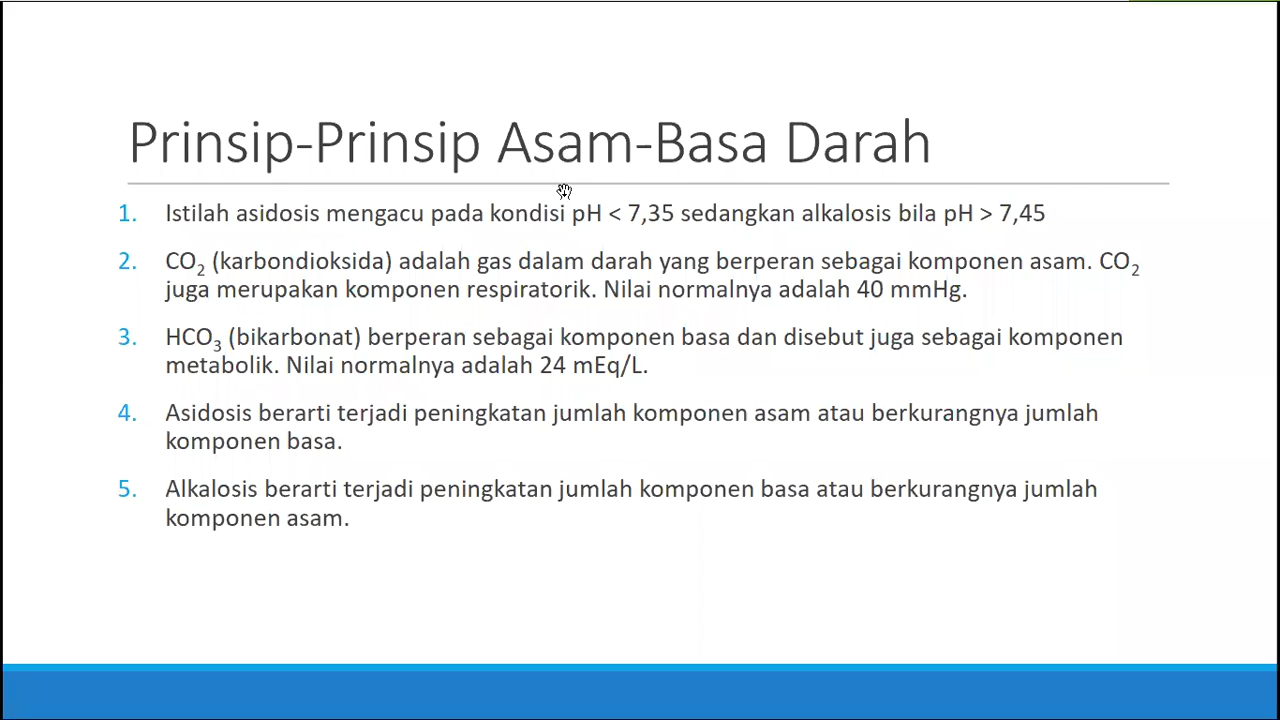 Prinsip-Prinsip Asam-Basa Darah
1. Istilah asidosis mengacu pada kondisi pH < 7,35 sedangkan alkalosis bila pH > 7,45
2. CO₂ (karbondioksida) adalah gas dalam darah yang berperan sebagai komponen asam. CO₂
juga merupakan komponen respiratorik. Nilai normalnya adalah 40 mmHg.
3. HCO₃ (bikarbonat) berperan sebagai komponen basa dan disebut juga sebagai komponen
metabolik. Nilai normalnya adalah 24 mEq/L.
4. Asidosis berarti terjadi peningkatan jumlah komponen asam atau berkurangnya jumlah
komponen basa.
5. Alkalosis berarti terjadi peningkatan jumlah komponen basa atau berkurangnya jumlah
komponen asam.